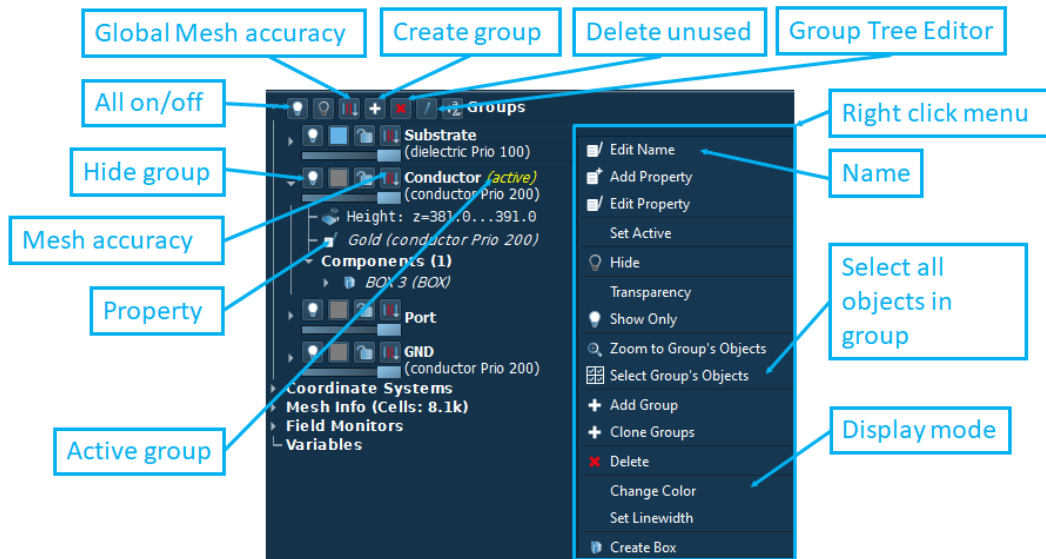 Global Mesh accuracy
Create group
Delete unused
Group Tree Editor
All on/off
Groups
Right click menu
Substrate
(dielectric Prio 100)
Hide group
Conductor (active)
(conductor Prio 200)
Height: z=381.0...391.0
Mesh accuracy
Gold (conductor Prio 200)
Components (1)
Property
BOX 3 (BOX)
Port
GND
(conductor Prio 200)
Coordinate Systems
Mesh Info (Cells: 8.1k)
Field Monitors
Variables
Active group
Edit Name
Add Property
Edit Property
Set Active
Hide
Transparency
Show Only
Zoom to Group's Objects
Select Group's Objects
Add Group
Clone Groups
Delete
Change Color
Set Linewidth
Create Box
Name
Select all
objects in
group
Display mode